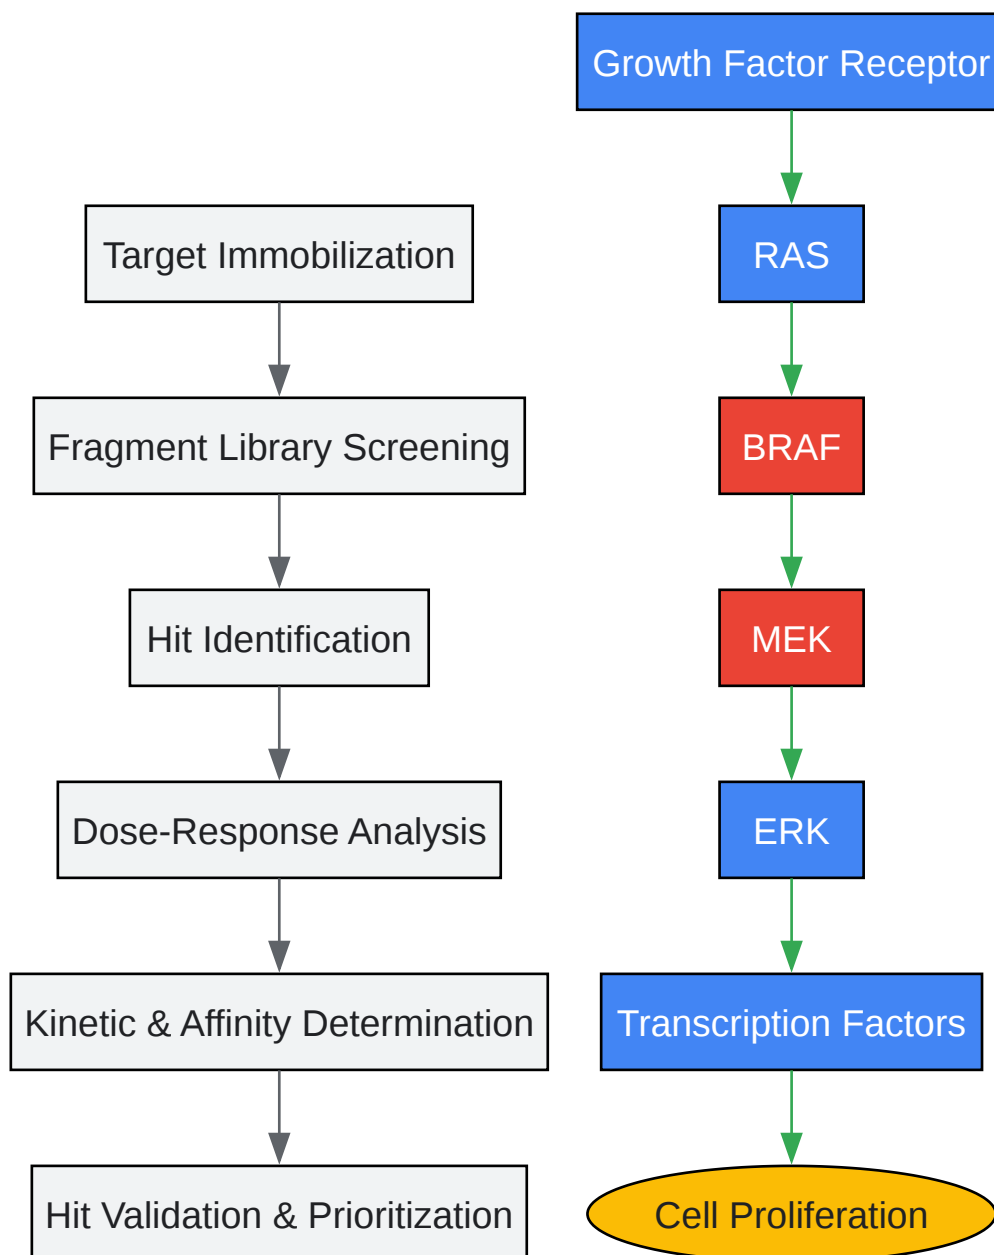 Target Immobilization
Fragment Library Screening
Hit Identification
Dose-Response Analysis
Kinetic & Affinity Determination
Hit Validation & Prioritization
Growth Factor Receptor
RAS
BRAF
MEK
ERK
Transcription Factors
Cell Proliferation